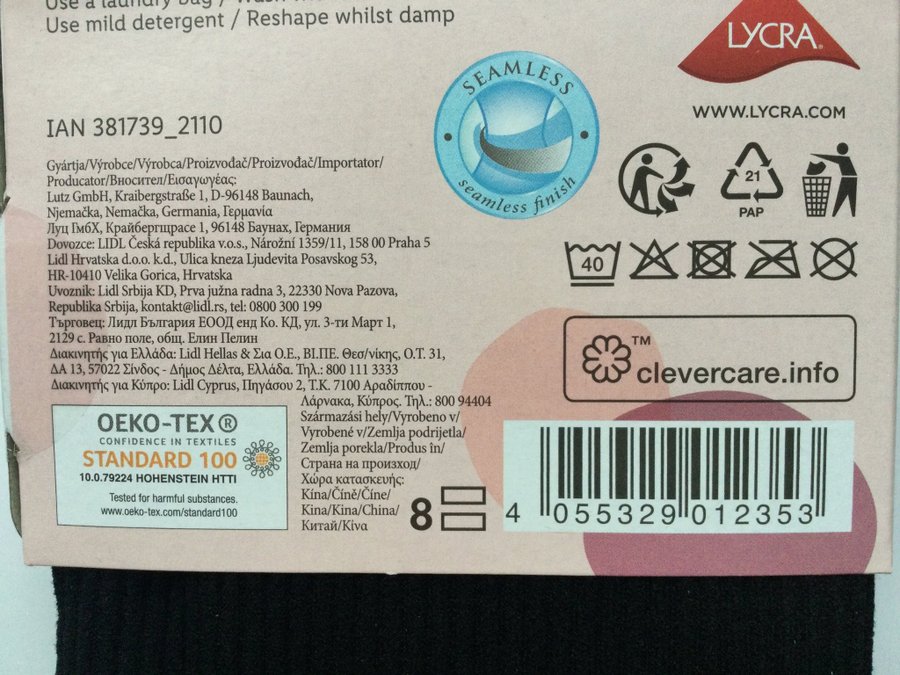 Use a laundry bag /
Use mild detergent / Reshape whilst damp
LYCRA®
WWW.LYCRA.COM
SEAMLESS
seamless finish
IAN 381739_2110
Gyártja/Výrobce/Výrobca/Proizvođač/Proizvođač/Importator/
Producator/Вносител/Εισαγωγέας:
Lutz GmbH, Kraibergstraße 1, D-96148 Baunach,
Njemačka, Nemačka, Germania, Германия
Луц ГмбХ, Крайбергщрасе 1, 96148 Баунах, Германия
Dovozce: LIDL Česká republika v.o.s., Nárožní 1359/11, 158 00 Praha 5
Lidl Hrvatska d.o.o. k.d., Ulica kneza Ljudevita Posavskog 53,
HR-10410 Velika Gorica, Hrvatska
Uvoznik: Lidl Srbija KD, Prva južna radna 3, 22330 Nova Pazova,
Republika Srbija, kontakt@lidl.rs, tel: 0800 300 199
Търговец: Лидл България ЕООД енд Ко. КД, ул. 3-ти Март 1,
2129 с. Равно поле, общ. Елин Пелин
Διακινητής για Ελλάδα: Lidl Hellas & Σια Ο.Ε., ΒΙ.ΠΕ. Θεσ/νίκης, Ο.Τ. 31,
ΔΑ 13, 57022 Σίνδος - Δήμος Δέλτα, Ελλάδα. Τηλ.: 800 111 3333
Διακινητής για Κύπρο: Lidl Cyprus, Πηγάσου 2, Τ.Κ. 7100 Αραδίππου -
Λάρνακα, Κύπρος. Τηλ.: 800 94404
Származási hely/Vyrobeno v/
Vyrobené v/Zemlja podrijetla/
Zemlja porekla/Produs în/
Страна на произход/
Χώρα κατασκευής:
Kína/Číně/Číne/
Kina/Kina/China/
Китай/Κίνα
21
PAP
40
TM
clevercare.info
OEKO-TEX®
CONFIDENCE IN TEXTILES
STANDARD 100
10.0.79224 HOHENSTEIN HTTI
Tested for harmful substances.
www.oeko-tex.com/standard100
8
4 055329 012353